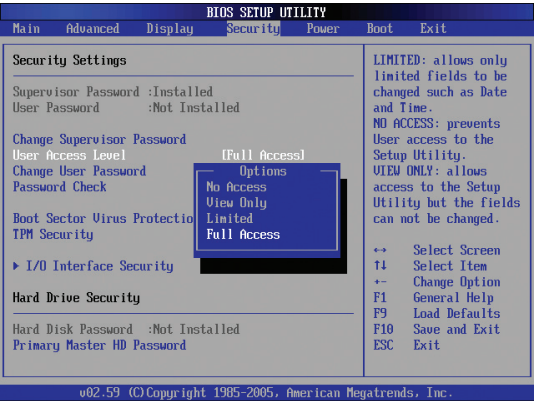 BIOS SETUP UTILITY
Main Advanced Display Security Power Boot Exit
Security Settings
Supervisor Password :Installed
User Password :Not Installed
Change Supervisor Password
User Access Level [Full Access]
Change User Password
Password Check
Boot Sector Virus Protectio
TPM Security
I/O Interface Security
Hard Drive Security
Hard Disk Password :Not Installed
Primary Master HD Password
Options
No Access
View Only
Limited
Full Access
LIMITED: allows only
limited fields to be
changed such as Date
and Time.
NO ACCESS: prevents
User access to the
Setup Utility.
VIEW ONLY: allows
access to the Setup
Utility but the fields
can not be changed.
↔ Select Screen
↑↓ Select Item
+- Change Option
F1 General Help
F9 Load Defaults
F10 Save and Exit
ESC Exit
v02.59 (C)Copyright 1985-2005, American Megatrends, Inc.